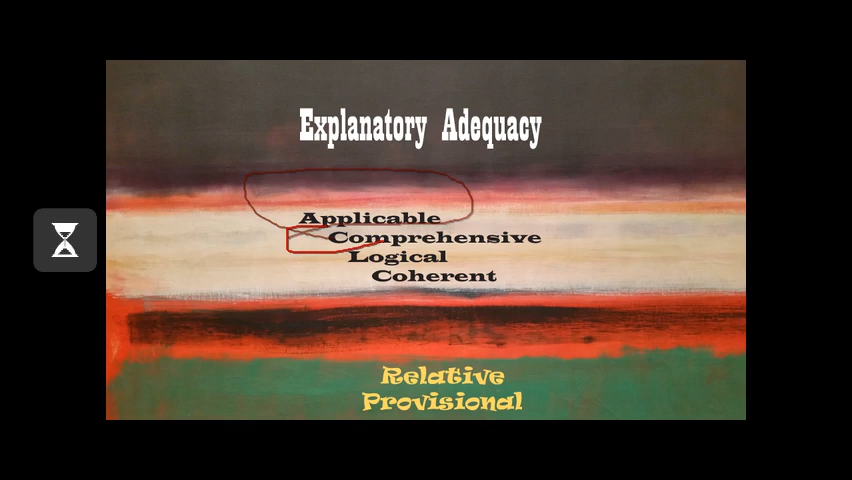 Explanatory Adequacy
Applicable
Comprehensive
Logical
Coherent
Relative
Provisional